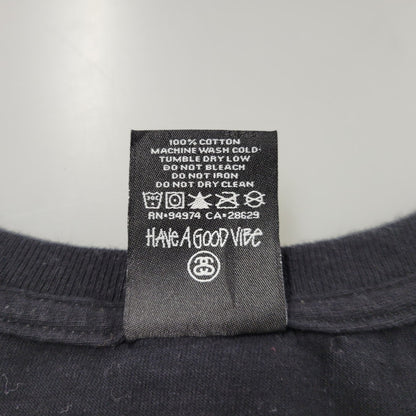 100% COTTON
MACHINE WASH COLD-
TUMBLE DRY LOW
DO NOT BLEACH
DO NOT IRON
DO NOT DRY CLEAN
RN•94974 CA•28629
HAVE A GOOD VIBE